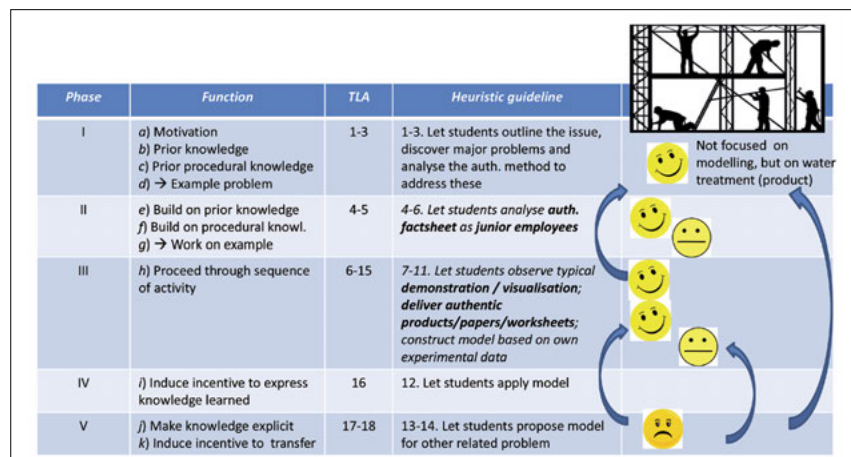 Phase Function TLA Heuristic guideline
I
a) Motivation
b) Prior knowledge
c) Prior procedural knowledge
d) → Example problem
1-3
1-3. Let students outline the issue,
discover major problems and
analyse the auth. method to
address these
Not focused on
modelling, but on water
treatment (product)
II
e) Build on prior knowledge
f) Build on procedural knowl.
g) → Work on example
4-5
4-6. Let students analyse auth.
factsheet as junior employees
III
h) Proceed through sequence
of activity
6-15
7-11. Let students observe typical
demonstration / visualisation;
deliver authentic
products/papers/worksheets;
construct model based on own
experimental data
IV
i) Induce incentive to express
knowledge learned
16
12. Let students apply model
V
j) Make knowledge explicit
k) Induce incentive to transfer
17-18
13-14. Let students propose model
for other related problem